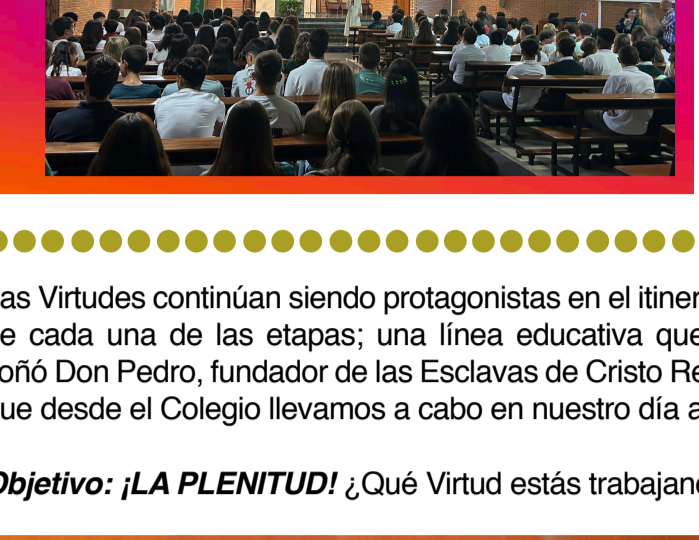 as Virtudes continúan siendo protagonistas en el itiner
e cada una de las etapas; una línea educativa que
oñó Don Pedro, fundador de las Esclavas de Cristo Re
ue desde el Colegio llevamos a cabo en nuestro día a
Objetivo: ¡LA PLENITUD! ¿Qué Virtud estás trabajan